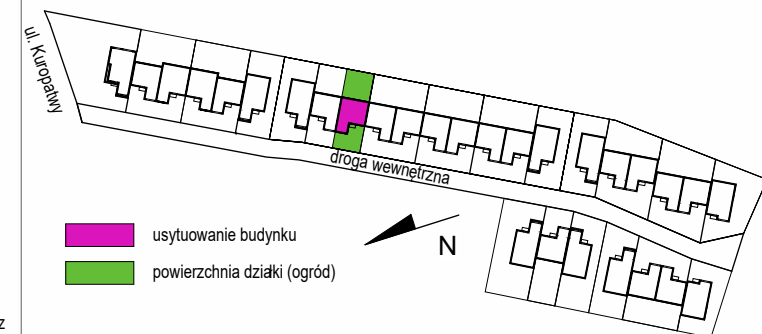 ul. Kuropatwy
droga wewnętrzna
usytuowanie budynku
N
powierzchnia działki (ogród)
z